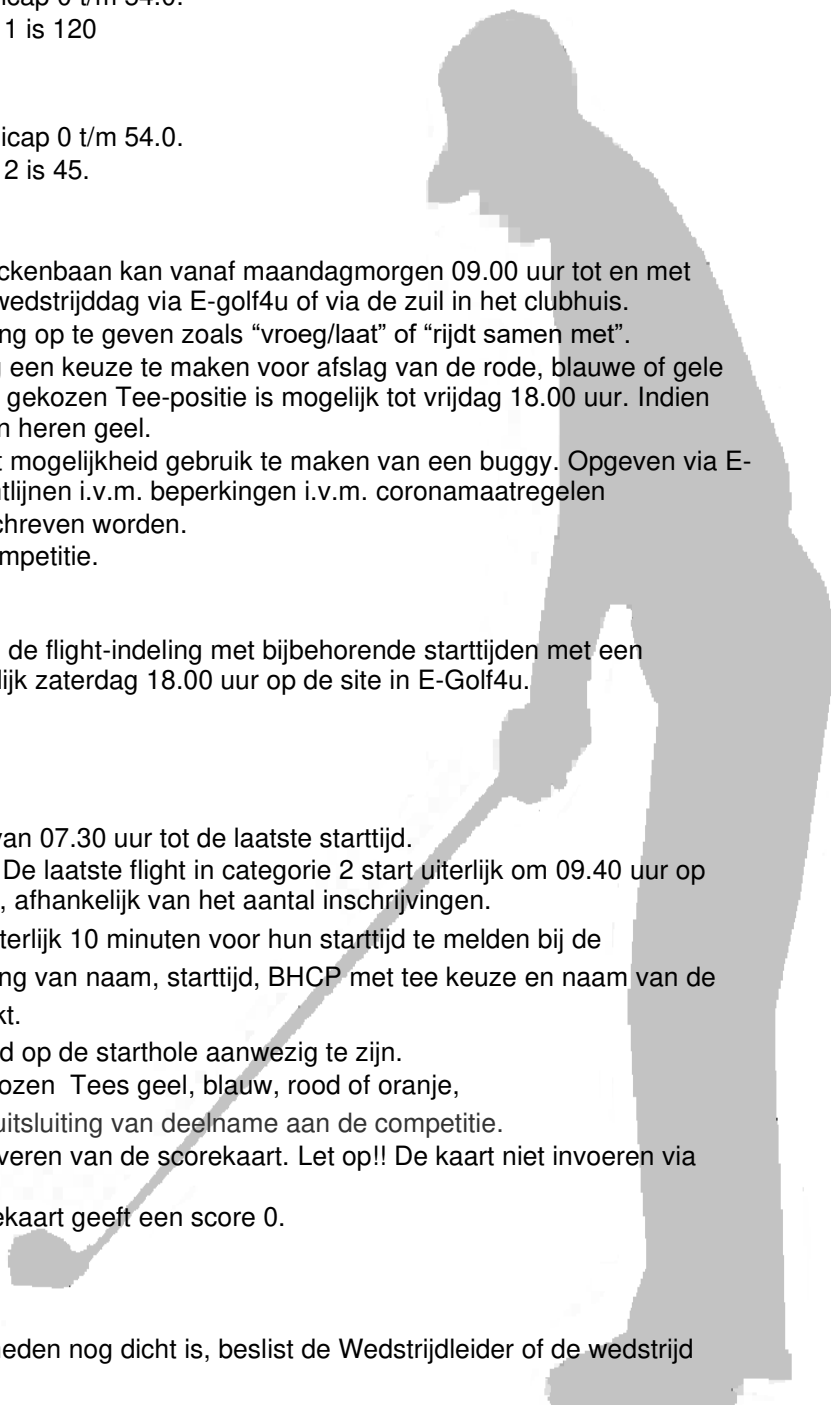 icap 0 t/m 54.0.
1 is 120
icap 0 t/m 54.0.
2 is 45.
ckenbaan kan vanaf maandagmorgen 09.00 uur tot en met
wedstrijddag via E-golf4u of via de zuil in het clubhuis.
ng op te geven zoals “vroeg/laat” of “rijdt samen met”.
een keuze te maken voor afslag van de rode, blauwe of gele
gekozen Tee-positie is mogelijk tot vrijdag 18.00 uur. Indien
n heren geel.
t mogelijkheid gebruik te maken van een buggy. Opgeven via E-
ntlijnen i.v.m. beperkingen i.v.m. coronamaatregelen
chreven worden.
mpetitie.
de flight-indeling met bijbehorende starttijden met een
lijk zaterdag 18.00 uur op de site in E-Golf4u.
van 07.30 uur tot de laatste starttijd.
De laatste flight in categorie 2 start uiterlijk om 09.40 uur op
, afhankelijk van het aantal inschrijvingen.
terlijk 10 minuten voor hun starttijd te melden bij de
ng van naam, starttijd, BHCP met tee keuze en naam van de
kt.
d op de starthole aanwezig te zijn.
ozen  Tees geel, blauw, rood of oranje,
uitsluiting van deelname aan de competitie.
veren van de scorekaart. Let op!! De kaart niet invoeren via
ekaart geeft een score 0.
heden nog dicht is, beslist de Wedstrijdleider of de wedstrijd